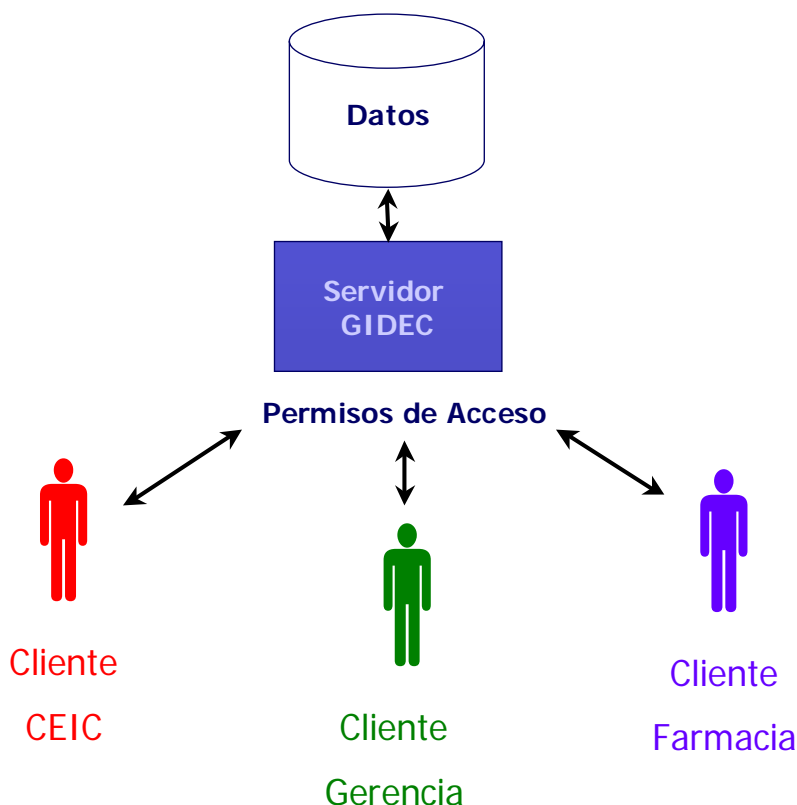 Datos
Servidor
GIDEC
Permisos de Acceso
Cliente
CEIC
Cliente
Gerencia
Cliente
Farmacia